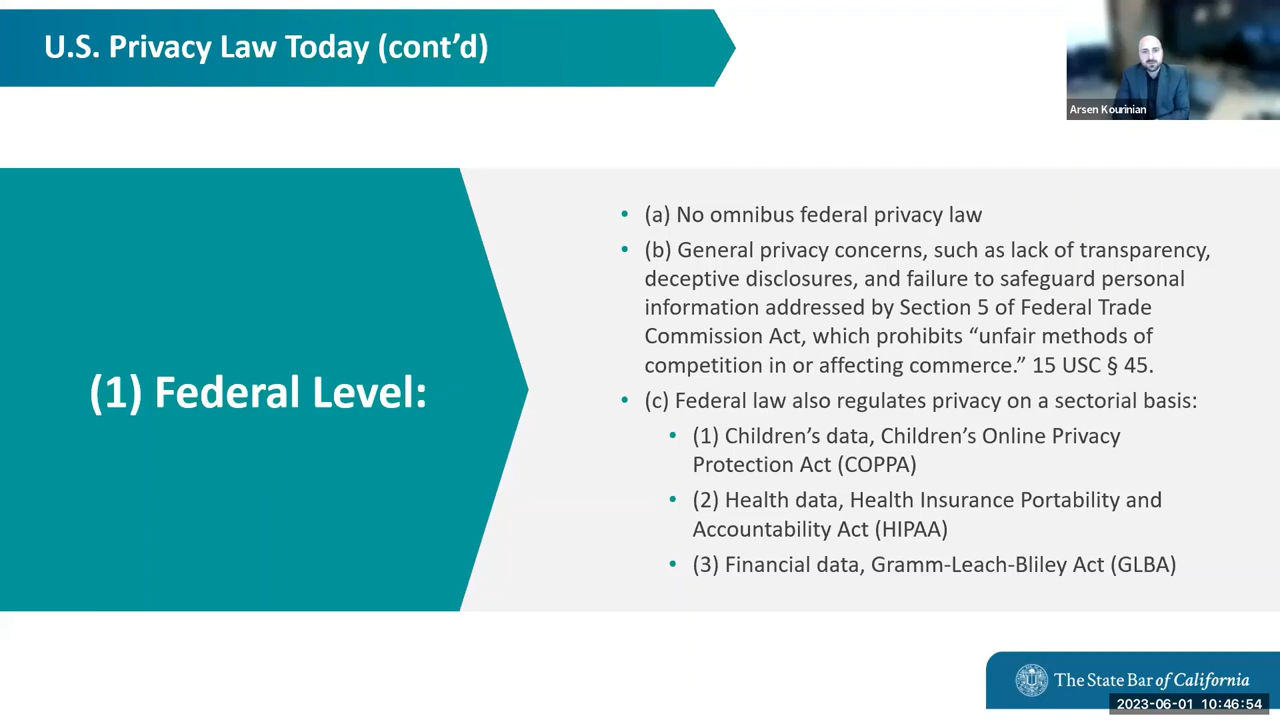 U.S. Privacy Law Today (cont’d)
Arsen Kourinian
(1) Federal Level:
• (a) No omnibus federal privacy law
• (b) General privacy concerns, such as lack of transparency,
deceptive disclosures, and failure to safeguard personal
information addressed by Section 5 of Federal Trade
Commission Act, which prohibits “unfair methods of
competition in or affecting commerce.” 15 USC § 45.
• (c) Federal law also regulates privacy on a sectorial basis:
• (1) Children’s data, Children’s Online Privacy
Protection Act (COPPA)
• (2) Health data, Health Insurance Portability and
Accountability Act (HIPAA)
• (3) Financial data, Gramm-Leach-Bliley Act (GLBA)
The State Bar of California
2023-06-01 10:46:54